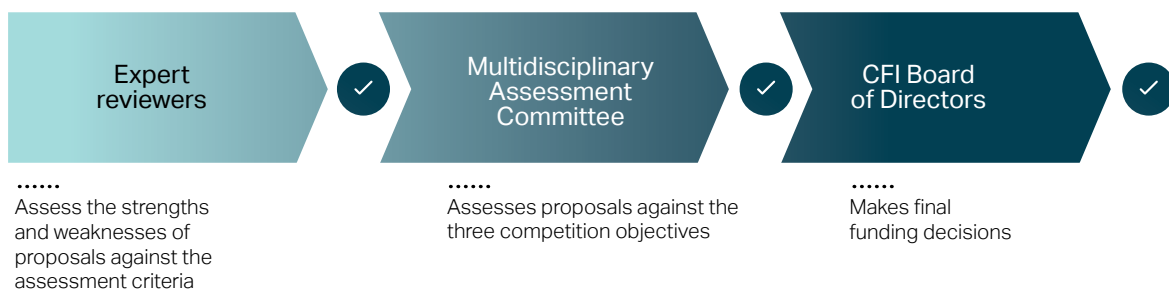 Expert
reviewers
Multidisciplinary
Assessment
Committee
CFI Board
of Directors
......
Assess the strengths
and weaknesses of
proposals against the
assessment criteria
......
Assesses proposals against the
three competition objectives
......
Makes final
funding decisions